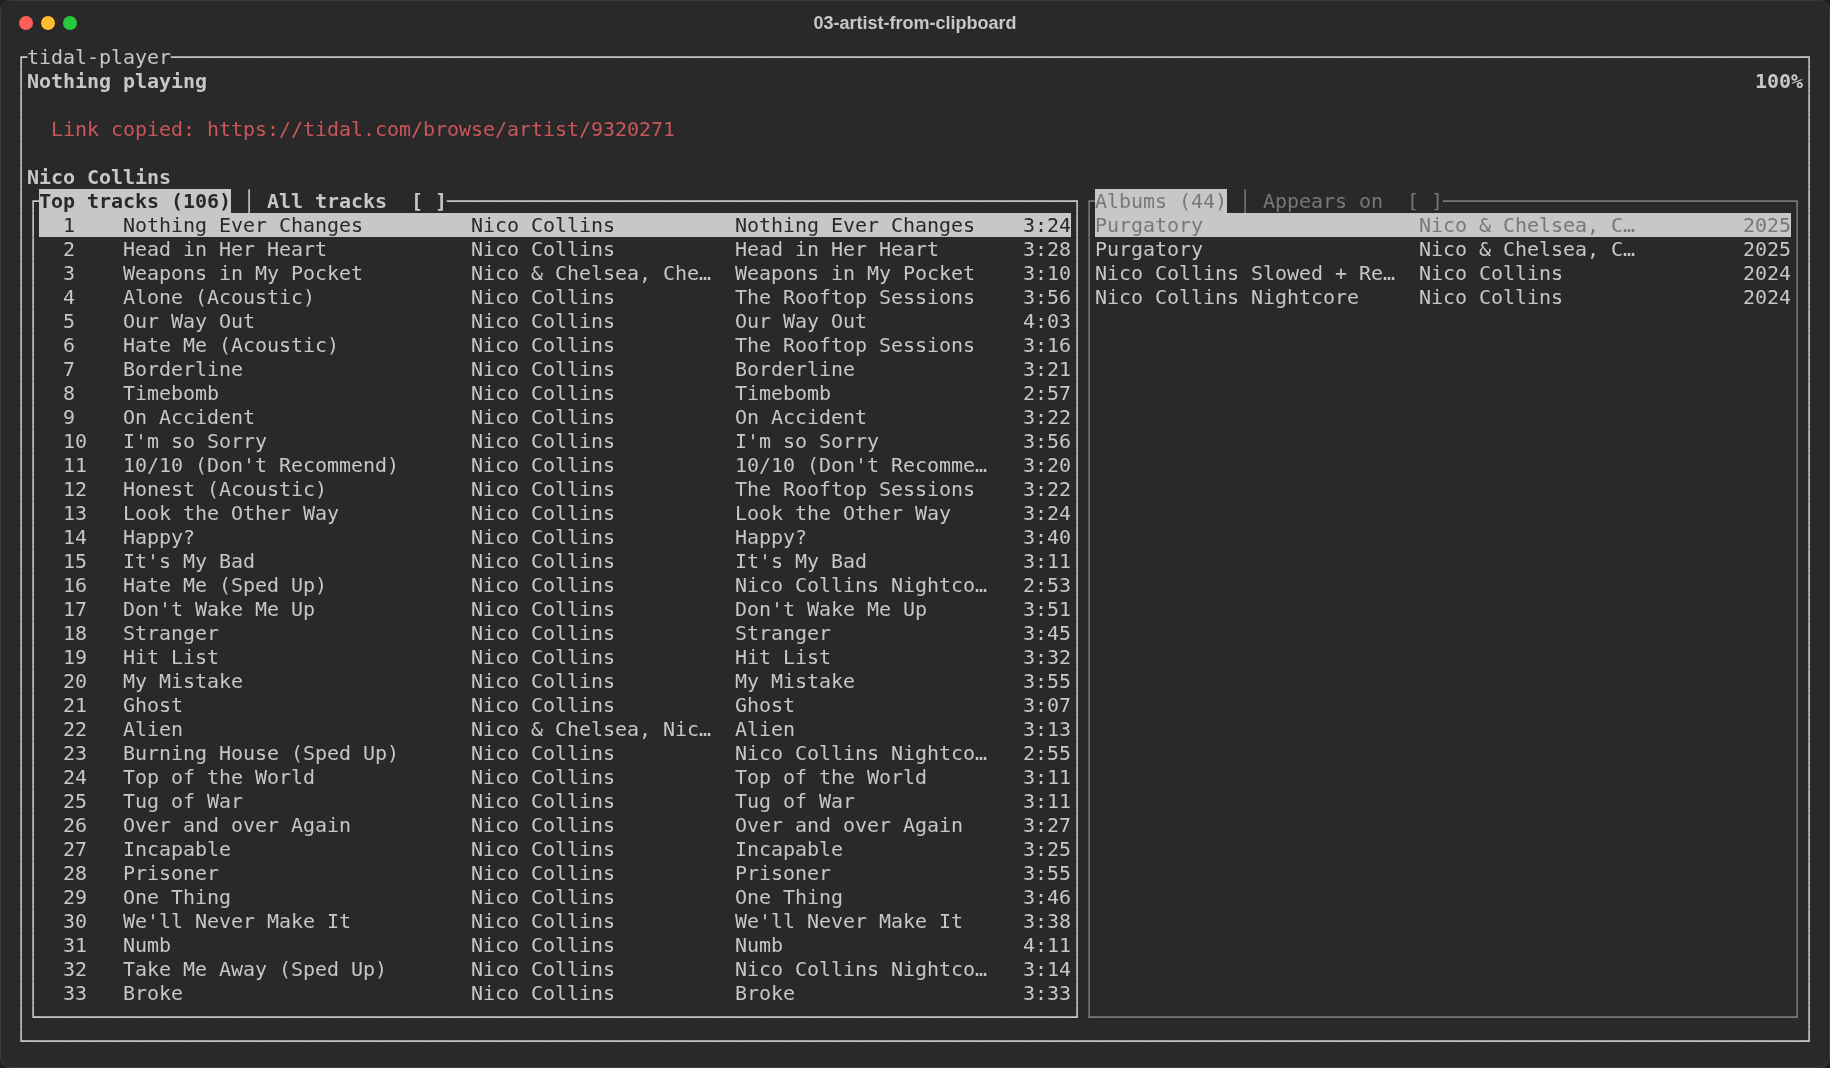 03-artist-from-clipboard
tidal-player
Nothing playing 100%
Link copied: https://tidal.com/browse/artist/9320271
Nico Collins
Top tracks (106) │ All tracks [ ] Albums (44) │ Appears on [ ]
1 Nothing Ever Changes Nico Collins Nothing Ever Changes 3:24 Purgatory Nico & Chelsea, C… 2025
2 Head in Her Heart Nico Collins Head in Her Heart 3:28 Purgatory Nico & Chelsea, C… 2025
3 Weapons in My Pocket Nico & Chelsea, Che… Weapons in My Pocket 3:10 Nico Collins Slowed + Re… Nico Collins 2024
4 Alone (Acoustic) Nico Collins The Rooftop Sessions 3:56 Nico Collins Nightcore Nico Collins 2024
5 Our Way Out Nico Collins Our Way Out 4:03
6 Hate Me (Acoustic) Nico Collins The Rooftop Sessions 3:16
7 Borderline Nico Collins Borderline 3:21
8 Timebomb Nico Collins Timebomb 2:57
9 On Accident Nico Collins On Accident 3:22
10 I'm so Sorry Nico Collins I'm so Sorry 3:56
11 10/10 (Don't Recommend) Nico Collins 10/10 (Don't Recomme… 3:20
12 Honest (Acoustic) Nico Collins The Rooftop Sessions 3:22
13 Look the Other Way Nico Collins Look the Other Way 3:24
14 Happy? Nico Collins Happy? 3:40
15 It's My Bad Nico Collins It's My Bad 3:11
16 Hate Me (Sped Up) Nico Collins Nico Collins Nightco… 2:53
17 Don't Wake Me Up Nico Collins Don't Wake Me Up 3:51
18 Stranger Nico Collins Stranger 3:45
19 Hit List Nico Collins Hit List 3:32
20 My Mistake Nico Collins My Mistake 3:55
21 Ghost Nico Collins Ghost 3:07
22 Alien Nico & Chelsea, Nic… Alien 3:13
23 Burning House (Sped Up) Nico Collins Nico Collins Nightco… 2:55
24 Top of the World Nico Collins Top of the World 3:11
25 Tug of War Nico Collins Tug of War 3:11
26 Over and over Again Nico Collins Over and over Again 3:27
27 Incapable Nico Collins Incapable 3:25
28 Prisoner Nico Collins Prisoner 3:55
29 One Thing Nico Collins One Thing 3:46
30 We'll Never Make It Nico Collins We'll Never Make It 3:38
31 Numb Nico Collins Numb 4:11
32 Take Me Away (Sped Up) Nico Collins Nico Collins Nightco… 3:14
33 Broke Nico Collins Broke 3:33